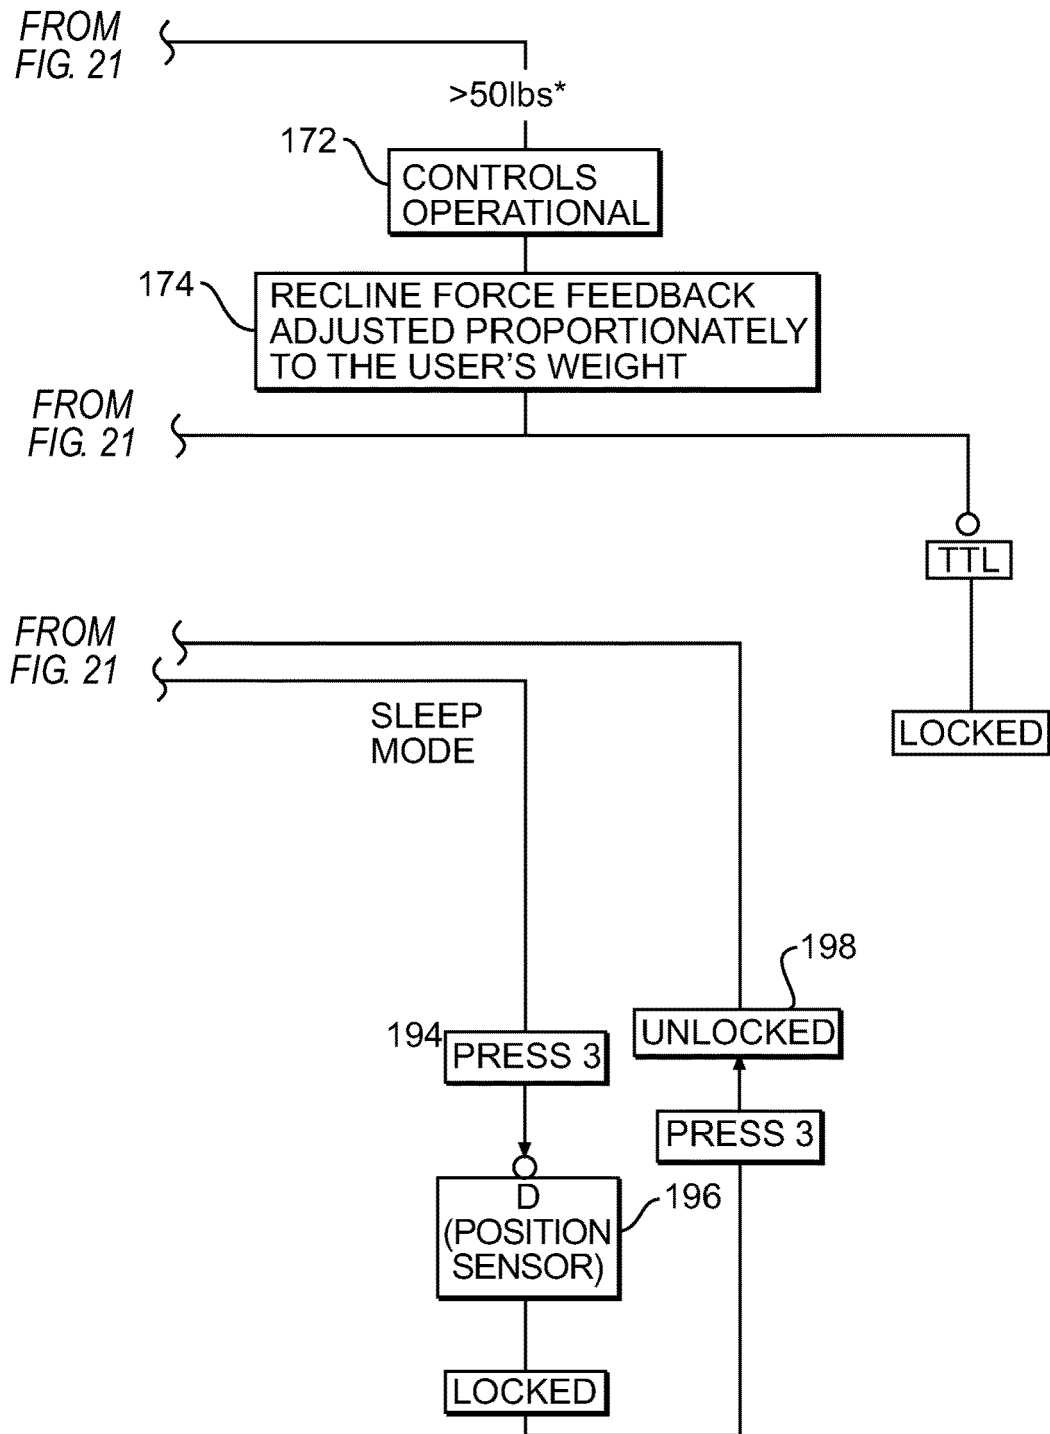 FROM
FIG. 21
>50lbs*
172
CONTROLS
OPERATIONAL
174
RECLINE FORCE FEEDBACK
ADJUSTED PROPORTIONATELY
TO THE USER'S WEIGHT
FROM
FIG. 21
TTL
FROM
FIG. 21
SLEEP
MODE
LOCKED
198
194
PRESS 3
UNLOCKED
PRESS 3
D
(POSITION
SENSOR)
196
LOCKED